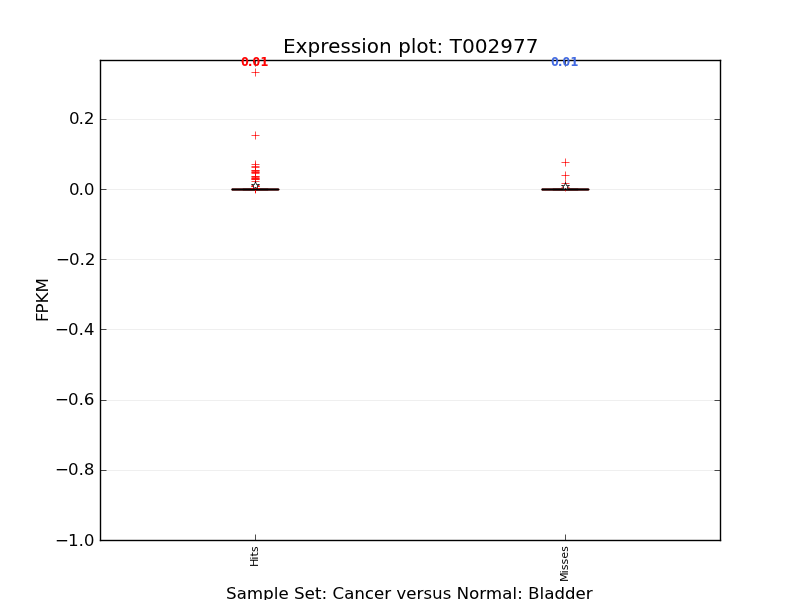 Expression plot: T002977
0.01 0.01
0.2
0.0
−0.2
−0.4
−0.6
−0.8
−1.0
FPKM
Hits Misses
Sample Set: Cancer versus Normal: Bladder